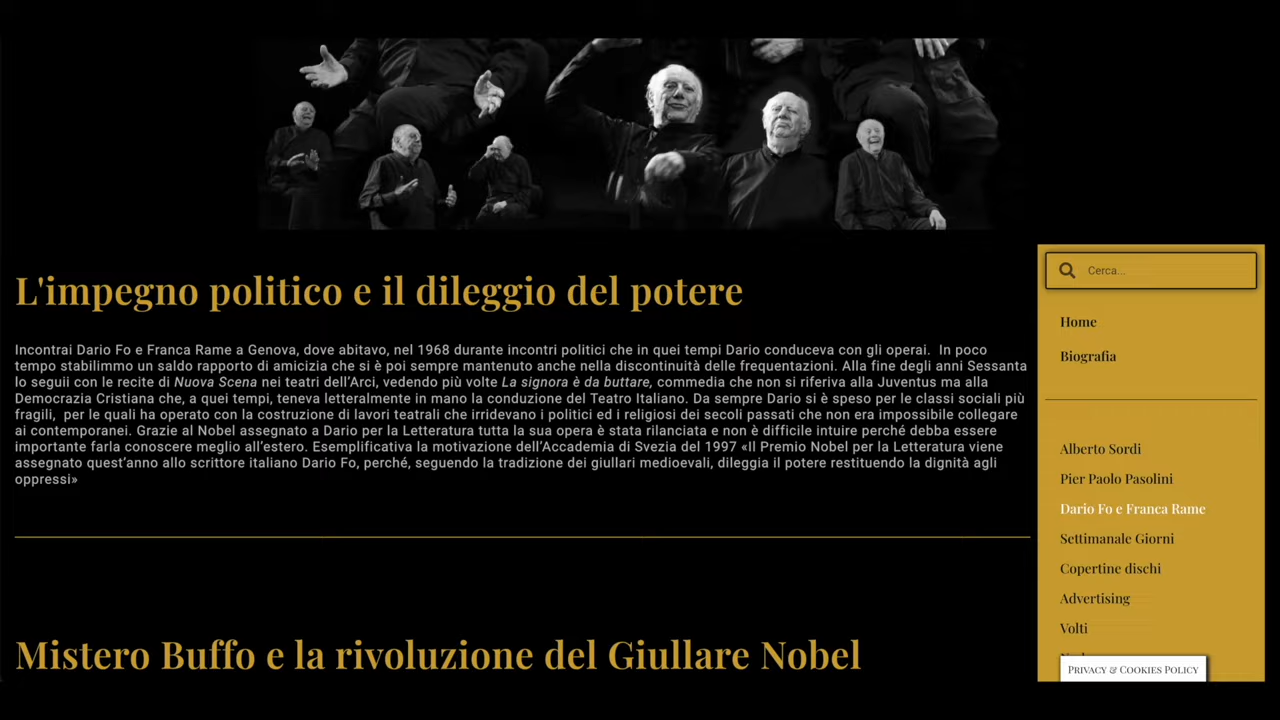 L'impegno politico e il dileggio del potere
Incontrai Dario Fo e Franca Rame a Genova, dove abitavo, nel 1968 durante incontri politici che in quei tempi Dario conduceva con gli operai.  In poco
tempo stabilimmo un saldo rapporto di amicizia che si è poi sempre mantenuto anche nella discontinuità delle frequentazioni. Alla fine degli anni Sessanta
lo seguii con le recite di Nuova Scena nei teatri dell'Arci, vedendo più volte La signora è da buttare, commedia che non si riferiva alla Juventus ma alla
Democrazia Cristiana che, a quei tempi, teneva letteralmente in mano la conduzione del Teatro Italiano. Da sempre Dario si è speso per le classi sociali più
fragili,  per le quali ha operato con la costruzione di lavori teatrali che irridevano i politici ed i religiosi dei secoli passati che non era impossibile collegare
ai contemporanei. Grazie al Nobel assegnato a Dario per la Letteratura tutta la sua opera è stata rilanciata e non è difficile intuire perché debba essere
importante farla conoscere meglio all'estero. Esemplificativa la motivazione dell'Accademia di Svezia del 1997 «Il Premio Nobel per la Letteratura viene
assegnato quest'anno allo scrittore italiano Dario Fo, perché, seguendo la tradizione dei giullari medioevali, dileggia il potere restituendo la dignità agli
oppressi»
Mistero Buffo e la rivoluzione del Giullare Nobel
Cerca...
Home
Biografia
Alberto Sordi
Pier Paolo Pasolini
Dario Fo e Franca Rame
Settimanale Giorni
Copertine dischi
Advertising
Volti
Privacy & Cookies Policy